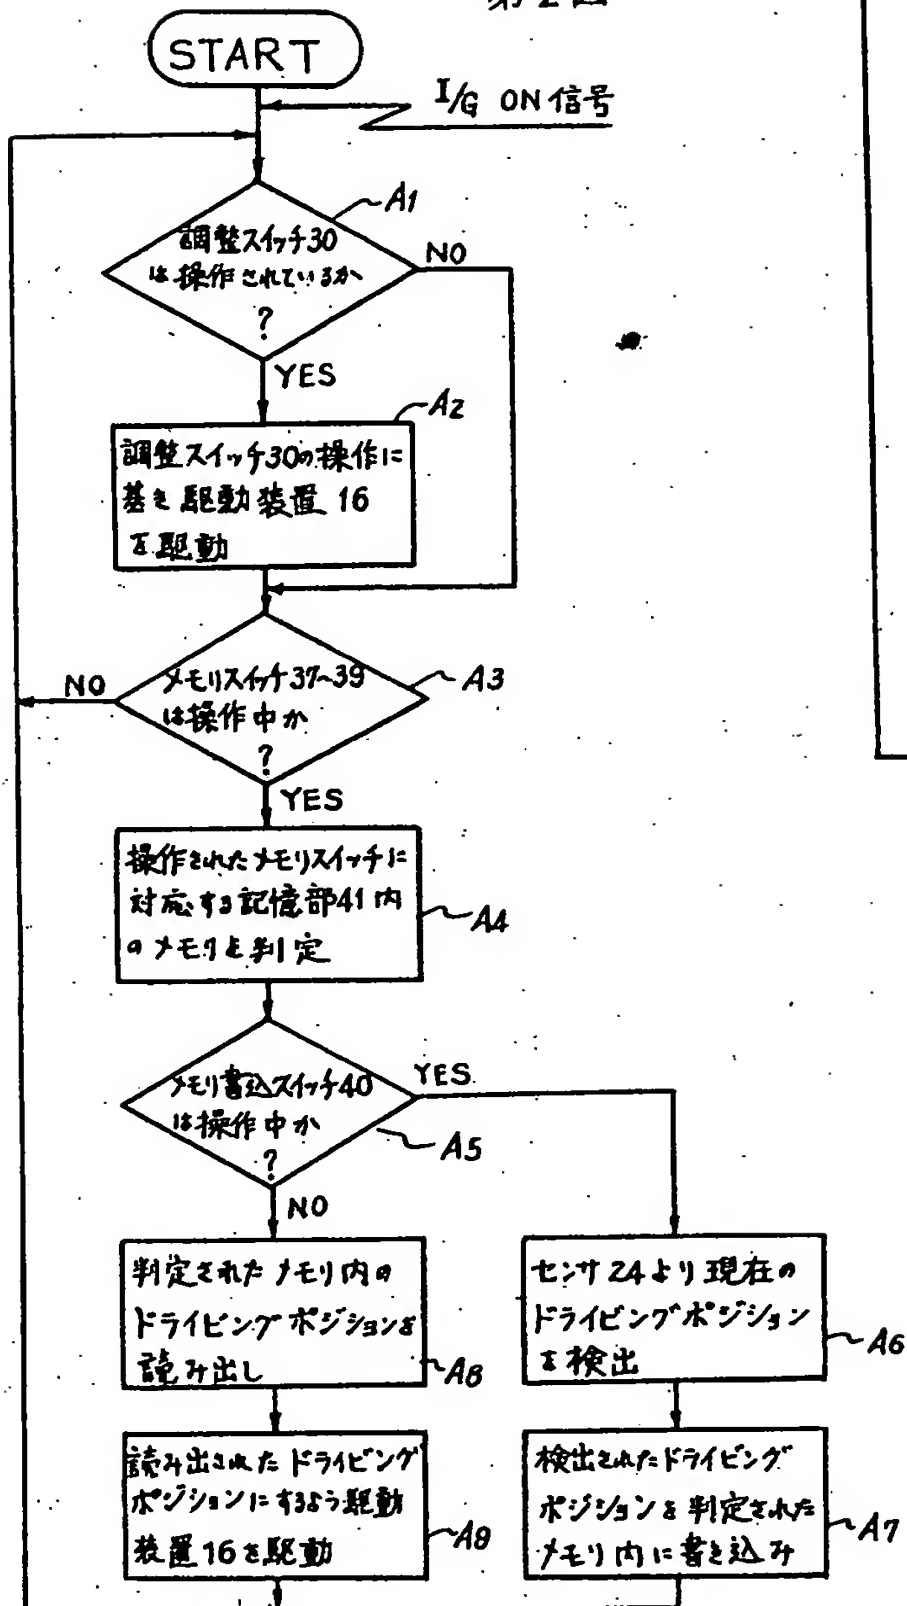 第2図
START
I/G ON信号
A1
調整スイッチ30
は操作されているか
?
NO
YES
A2
調整スイッチ30の操作に
基き駆動装置16
を駆動
メモリスイッチ37~39
は操作中か
?
A3
NO
YES
操作されたメモリスイッチに
対応する記憶部41内
のメモリを判定
A4
メモリ書込スイッチ40
は操作中か
?
YES
A5
NO
判定されたメモリ内の
ドライビングポジションを
読み出し
A8
センサ24より現在の
ドライビングポジション
を検出
A6
読み出されたドライビング
ポジションにするよう駆動
装置16を駆動
A9
検出されたドライビング
ポジションを判定された
メモリ内に書き込み
A7